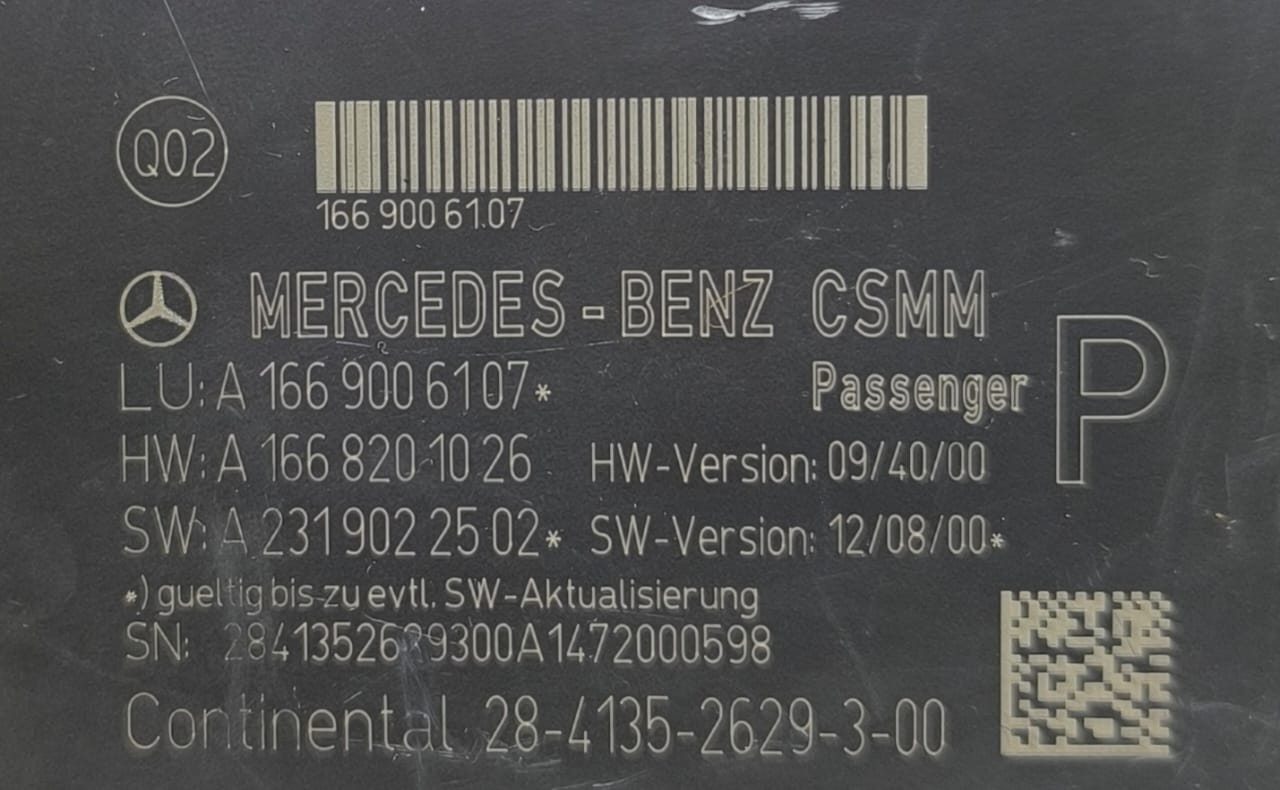 Q02
166 900 61 07
MERCEDES-BENZ CSMM
LU: A 166 900 61 07*
Passenger
P
HW: A 166 820 10 26 HW-Version: 09/40/00
SW: A 231 902 25 02* SW-Version: 12/08/00*
*) gueltig bis zu evtl. SW-Aktualisierung
SN: 2841352629300A1472000598
Continental 28-4135-2629-3-00